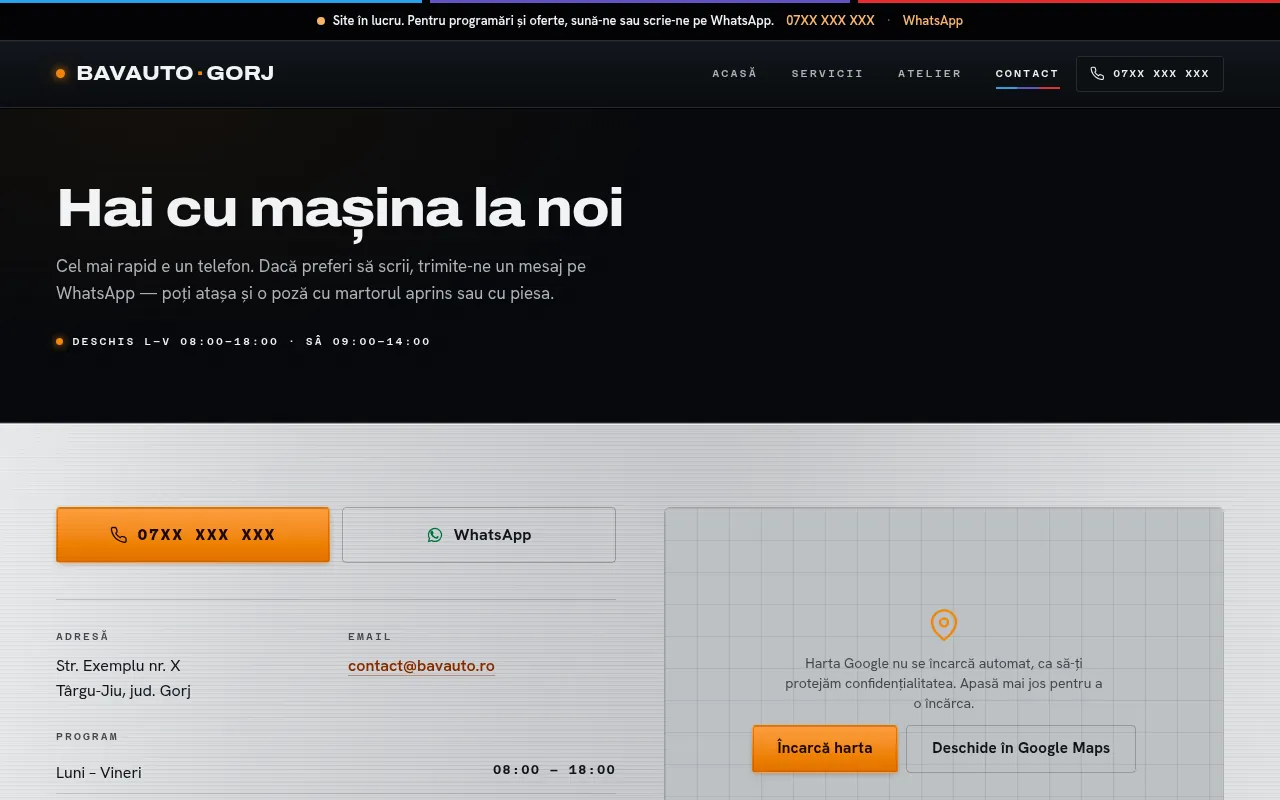 Site în lucru. Pentru programări și oferte, sună-ne sau scrie-ne pe WhatsApp. 07XX XXX XXX · WhatsApp
BAVAUTO·GORJ
ACASĂ SERVICII ATELIER CONTACT 07XX XXX XXX
Hai cu mașina la noi
Cel mai rapid e un telefon. Dacă preferi să scrii, trimite-ne un mesaj pe
WhatsApp — poți atașa și o poză cu martorul aprins sau cu piesa.
DESCHIS L–V 08:00–18:00 · SÂ 09:00–14:00
07XX XXX XXX
WhatsApp
ADRESĂ
Str. Exemplu nr. X
Târgu-Jiu, jud. Gorj
EMAIL
contact@bavauto.ro
PROGRAM
Luni – Vineri 08:00 – 18:00
Harta Google nu se încarcă automat, ca să-ți
protejăm confidențialitatea. Apasă mai jos pentru a
o încărca.
Încarcă harta
Deschide în Google Maps